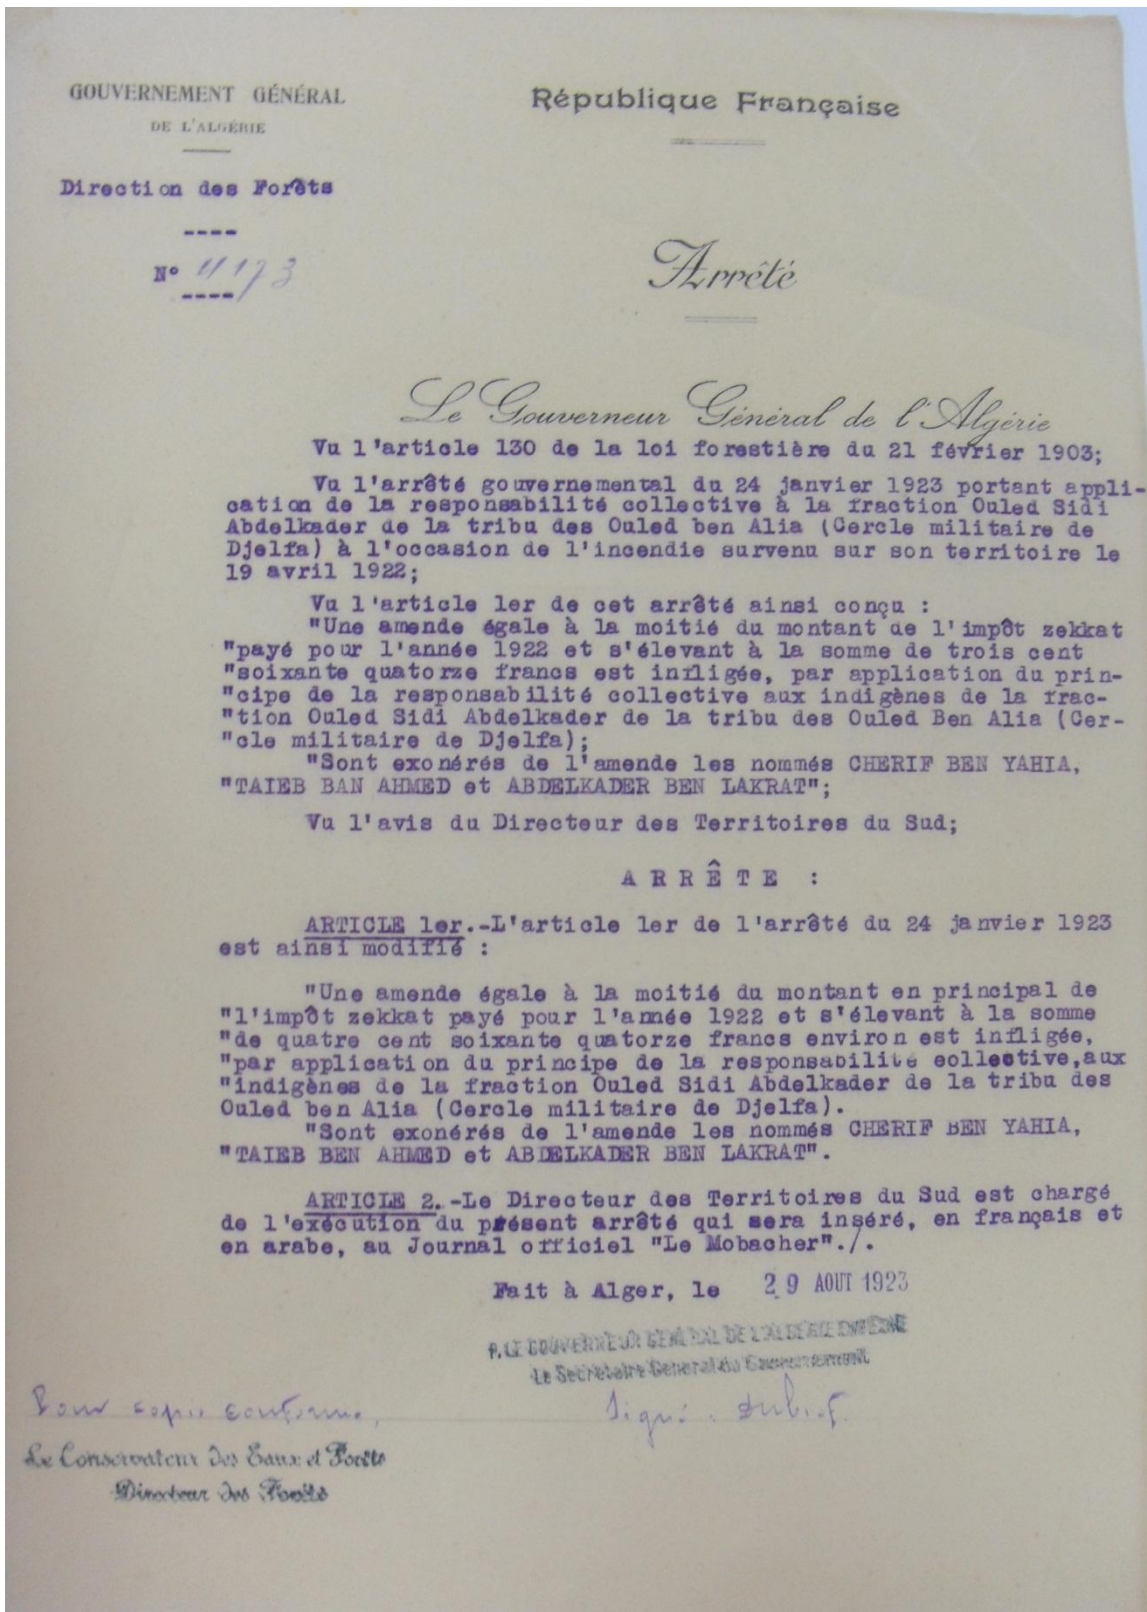 GOUVERNEMENT GÉNÉRAL
DE L'ALGÉRIE
République Française
Direction des Forêts
----
N° 11173
----
Arrêté
Le Gouverneur Général de l'Algérie
Vu l'article 130 de la loi forestière du 21 février 1903;
Vu l'arrêté gouvernemental du 24 janvier 1923 portant appli-
cation de la responsabilité collective à la fraction Ouled Sidi
Abdelkader de la tribu des Ouled ben Alia (Cercle militaire de
Djelfa) à l'occasion de l'incendie survenu sur son territoire le
19 avril 1922;
Vu l'article 1er de cet arrêté ainsi conçu :
"Une amende égale à la moitié du montant de l'impôt zekkat
"payé pour l'année 1922 et s'élevant à la somme de trois cent
"soixante quatorze francs est infligée, par application du prin-
"cipe de la responsabilité collective aux indigènes de la frac-
"tion Ouled Sidi Abdelkader de la tribu des Ouled Ben Alia (Cer-
"cle militaire de Djelfa);
"Sont exonérés de l'amende les nommés CHERIF BEN YAHIA,
"TAIEB BAN AHMED et ABDELKADER BEN LAKRAT";
Vu l'avis du Directeur des Territoires du Sud;
A R R Ê T E :
ARTICLE 1er.-L'article 1er de l'arrêté du 24 janvier 1923
est ainsi modifié :
"Une amende égale à la moitié du montant en principal de
"l'impôt zekkat payé pour l'année 1922 et s'élevant à la somme
"de quatre cent soixante quatorze francs environ est infligée,
"par application du principe de la responsabilité eollective,aux
"indigènes de la fraction Ouled Sidi Abdelkader de la tribu des
Ouled ben Alia (Cercle militaire de Djelfa).
"Sont exonérés de l'amende les nommés CHERIF BEN YAHIA,
"TAIEB BEN AHMED et ABDELKADER BEN LAKRAT".
ARTICLE 2.-Le Directeur des Territoires du Sud est chargé
de l'exécution du présent arrêté qui sera inséré, en français et
en arabe, au Journal officiel "Le Mobacher"./.
Fait à Alger, le 29 AOUT 1923
P. LE GOUVERNEUR GÉNÉRAL DE L'ALGÉRIE
Le Secrétaire Général du Gouvernement
Pour copie conforme,
Signé :
Le Conservateur des Eaux et Forêts
Directeur des Forêts